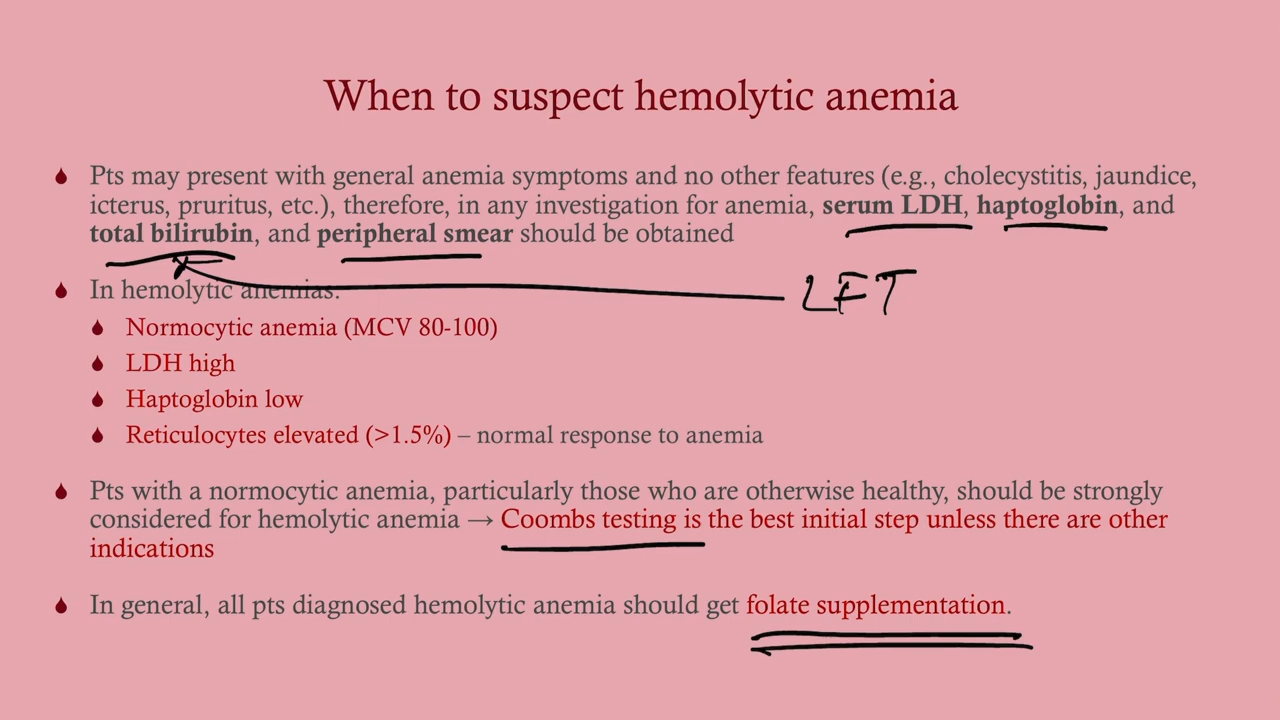 When to suspect hemolytic anemia
Pts may present with general anemia symptoms and no other features (e.g., cholecystitis, jaundice,
icterus, pruritus, etc.), therefore, in any investigation for anemia, serum LDH, haptoglobin, and
total bilirubin, and peripheral smear should be obtained
LFT
In hemolytic anemias:
Normocytic anemia (MCV 80-100)
LDH high
Haptoglobin low
Reticulocytes elevated (>1.5%) – normal response to anemia
Pts with a normocytic anemia, particularly those who are otherwise healthy, should be strongly
considered for hemolytic anemia → Coombs testing is the best initial step unless there are other
indications
In general, all pts diagnosed hemolytic anemia should get folate supplementation.